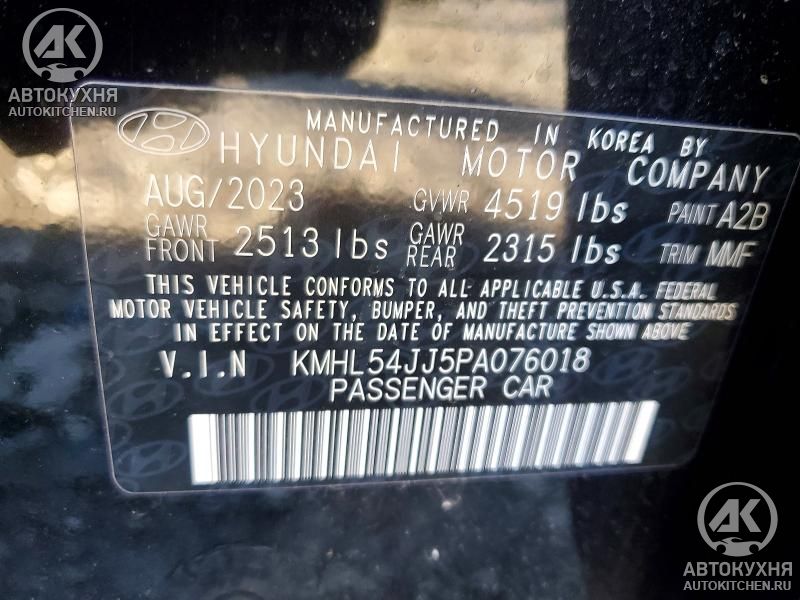 AK
АВТОКУХНЯ
AUTOKITCHEN.RU
MANUFACTURED IN KOREA BY
HYUNDAI MOTOR COMPANY
AUG/2023 GVWR 4519 lbs PAINT A2B
GAWR FRONT 2513 lbs GAWR REAR 2315 lbs TRIM MMF
THIS VEHICLE CONFORMS TO ALL APPLICABLE U.S.A. FEDERAL
MOTOR VEHICLE SAFETY, BUMPER, AND THEFT PREVENTION STANDARDS
IN EFFECT ON THE DATE OF MANUFACTURE SHOWN ABOVE
V.I.N KMHL54JJ5PA076018
PASSENGER CAR
AK
АВТОКУХНЯ
AUTOKITCHEN.RU